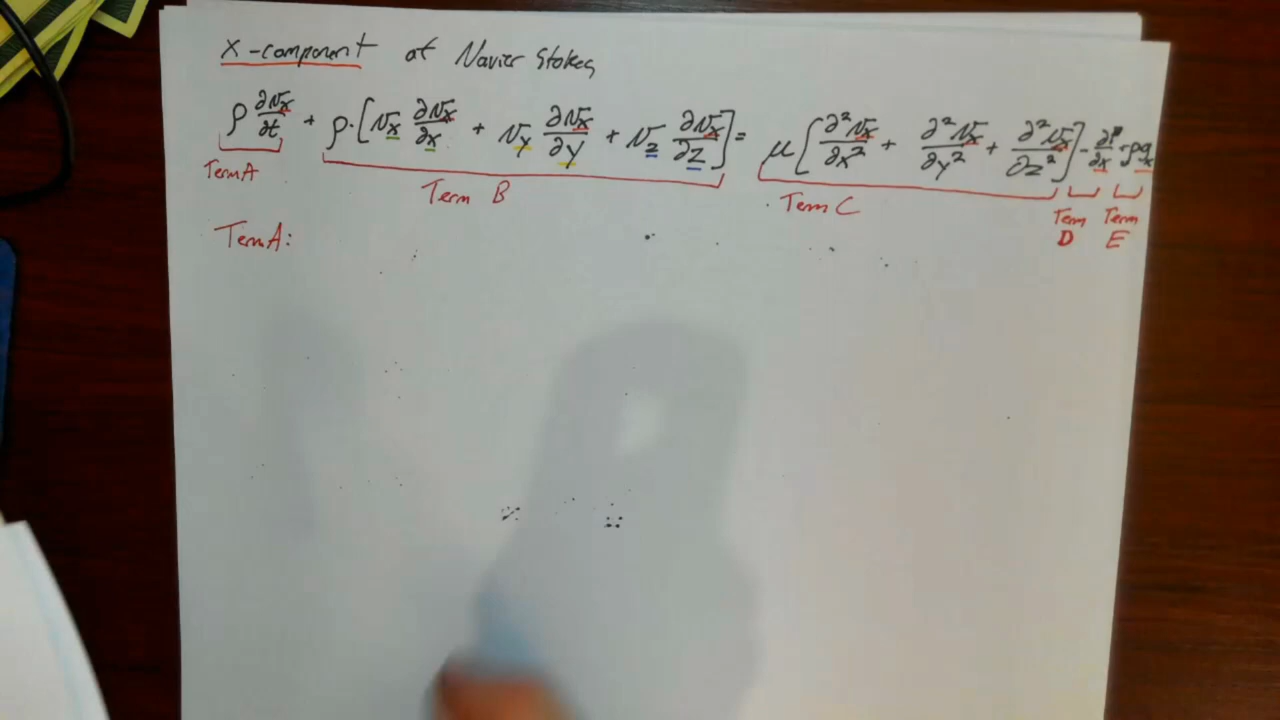 x-component of Navier Stokes
ρ ∂vx/∂t + ρ·[vx ∂vx/∂x + vy ∂vx/∂y + vz ∂vx/∂z] = μ[∂²vx/∂x² + ∂²vx/∂y² + ∂²vx/∂z²] - ∂P/∂x + ρgx
Term A Term B Term C Term D Term E
Term A: